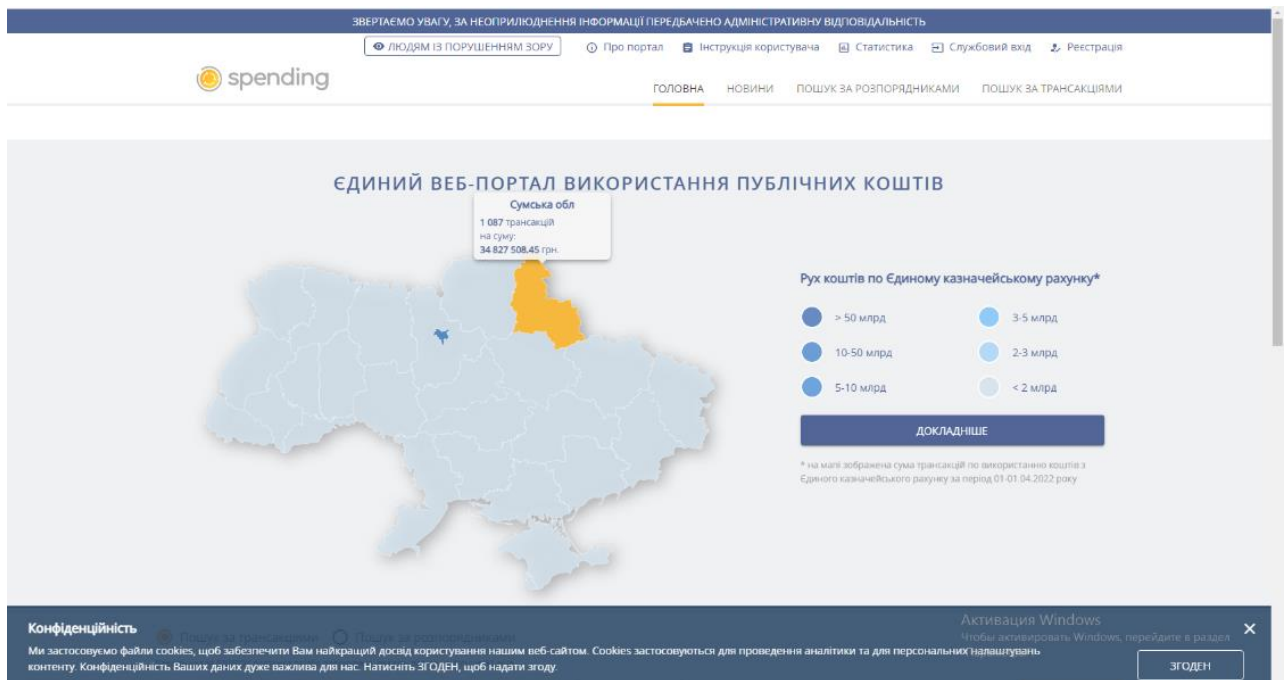 ЗВЕРТАЄМО УВАГУ, ЗА НЕОПРИЛЮДНЕННЯ ІНФОРМАЦІЇ ПЕРЕДБАЧЕНО АДМІНІСТРАТИВНУ ВІДПОВІДАЛЬНІСТЬ
ЛЮДЯМ ІЗ ПОРУШЕННЯМ ЗОРУ Про портал Інструкція користувача Статистика Службовий вхід Реєстрація
spending
ГОЛОВНА НОВИНИ ПОШУК ЗА РОЗПОРЯДНИКАМИ ПОШУК ЗА ТРАНСАКЦІЯМИ
ЄДИНИЙ ВЕБ-ПОРТАЛ ВИКОРИСТАННЯ ПУБЛІЧНИХ КОШТІВ
Сумська обл
1 087 трансакцій
на суму:
34 827 508.45 грн.
Рух коштів по Єдиному казначейському рахунку*
> 50 млрд 3-5 млрд
10-50 млрд 2-3 млрд
5-10 млрд < 2 млрд
ДОКЛАДНІШЕ
* на мапі зображена сума трансакцій по використанню коштів з
Єдиного казначейського рахунку за період 01-01.04.2022 року
Конфіденційність
Пошук за трансакціями Пошук за розпорядниками
Ми застосовуємо файли cookies, щоб забезпечити Вам найкращий досвід користування нашим веб-сайтом. Cookies застосовуються для проведення аналітики та для персональних налаштувань
контенту. Конфіденційність Ваших даних дуже важлива для нас. Натисніть ЗГОДЕН, щоб надати згоду.
ЗГОДЕН
Активация Windows
Чтобы активировать Windows, перейдите в раздел